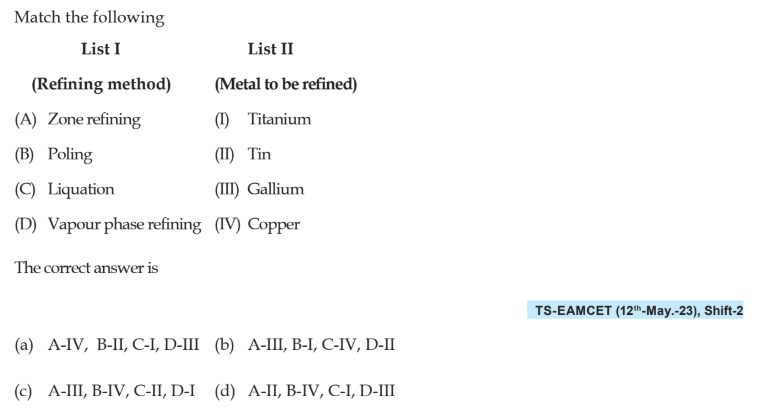 Match the following
List I List II
(Refining method) (Metal to be refined)
(A) Zone refining (I) Titanium
(B) Poling (II) Tin
(C) Liquation (III) Gallium
(D) Vapour phase refining (IV) Copper
The correct answer is
TS-EAMCET (12th-May.-23), Shift-2
(a) A-IV, B-II, C-I, D-III (b) A-III, B-I, C-IV, D-II
(c) A-III, B-IV, C-II, D-I (d) A-II, B-IV, C-I, D-III